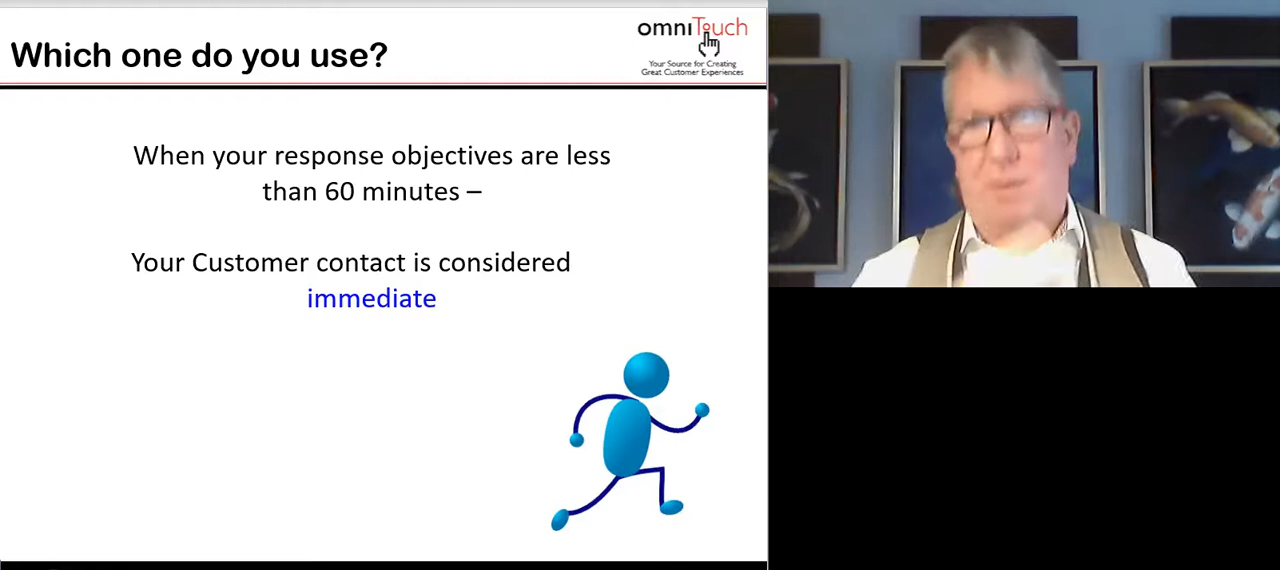 Which one do you use?
omniTouch
Your Source for Creating
Great Customer Experiences
When your response objectives are less
than 60 minutes –
Your Customer contact is considered
immediate